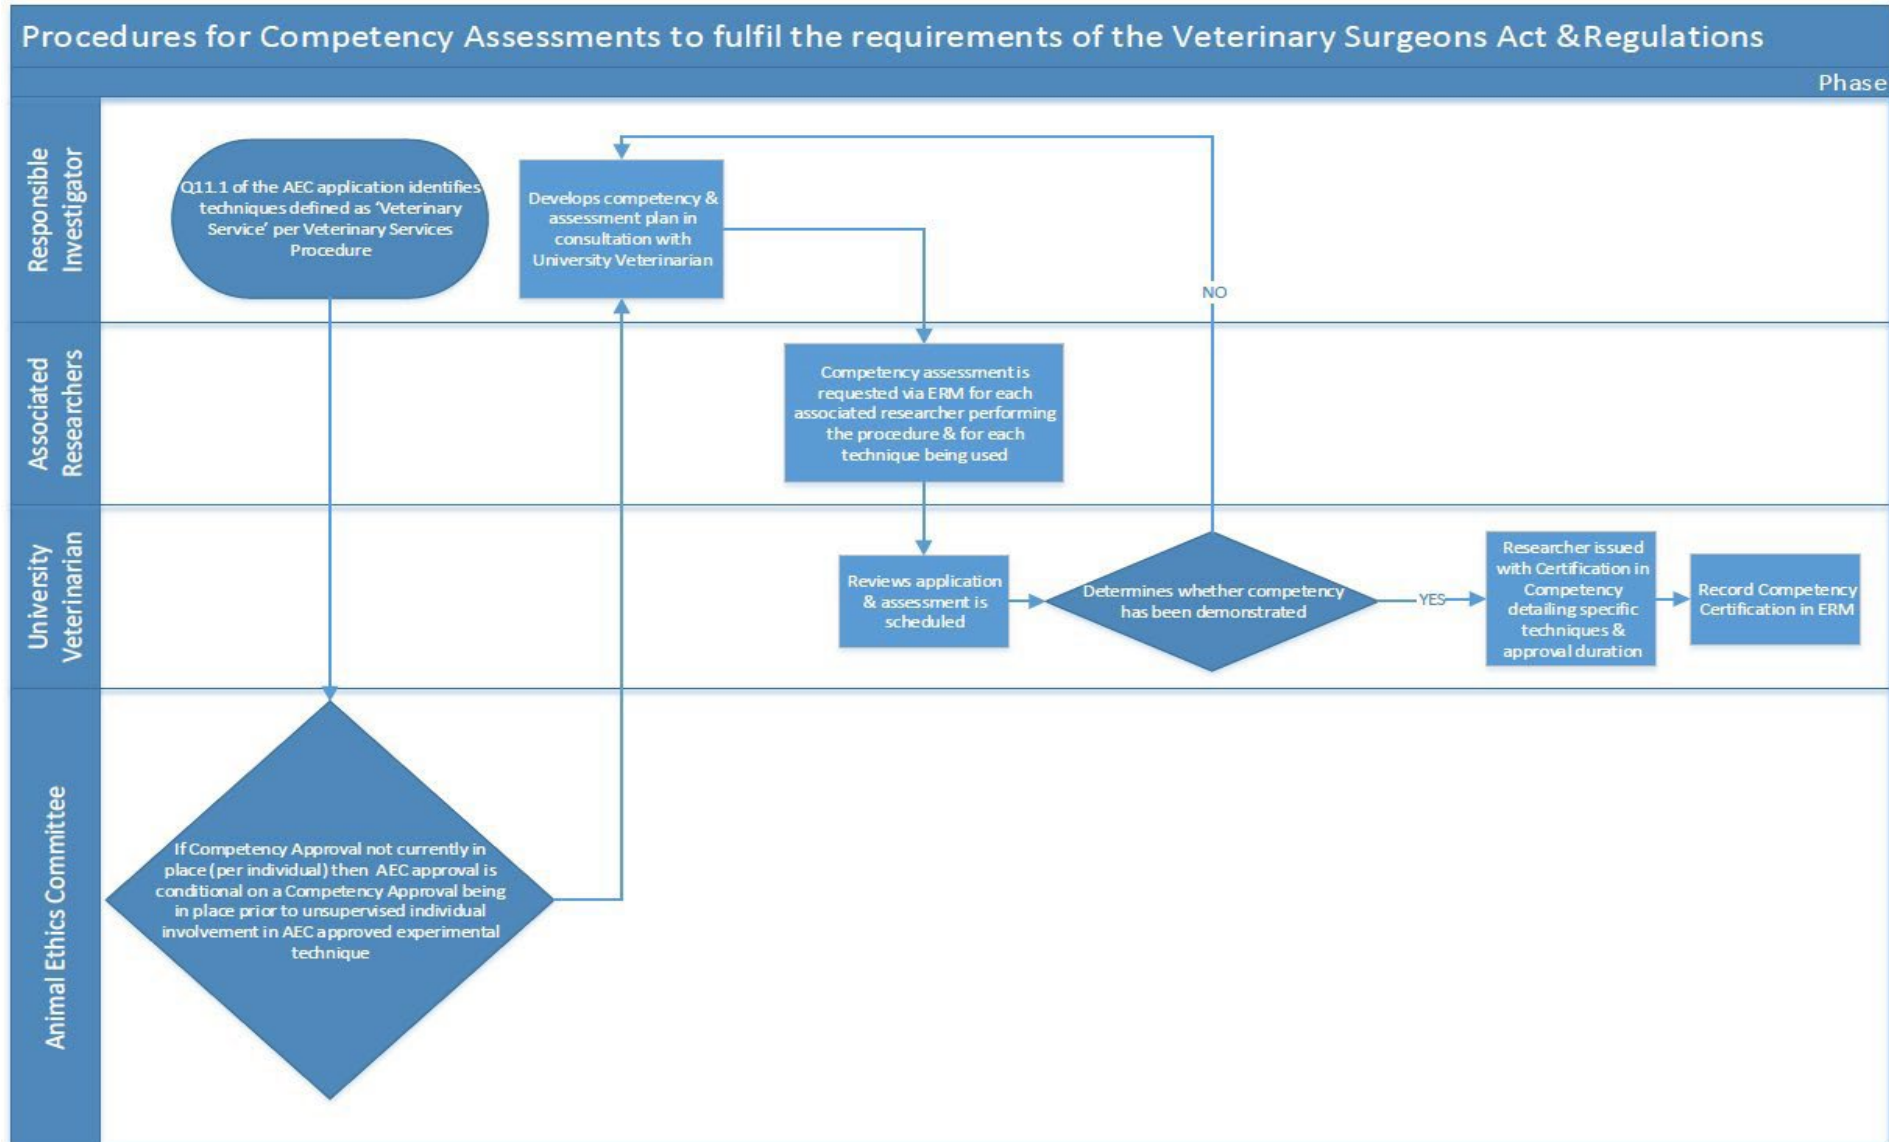 Procedures for Competency Assessments to fulfil the requirements of the Veterinary Surgeons Act &Regulations
Phase
Responsible
Investigator
Q11.1 of the AEC application identifies
techniques defined as ‘Veterinary
Service’ per Veterinary Services
Procedure
Develops competency &
assessment plan in
consultation with
University Veterinarian
NO
Associated
Researchers
Competency assessment is
requested via ERM for each
associated researcher performing
the procedure & for each
technique being used
University
Veterinarian
Reviews application
& assessment is
scheduled
Determines whether competency
has been demonstrated
YES
Researcher issued
with Certification in
Competency
detailing specific
techniques &
approval duration
Record Competency
Certification in ERM
Animal Ethics Committee
If Competency Approval not currently in
place (per individual) then AEC approval is
conditional on a Competency Approval being
in place prior to unsupervised individual
involvement in AEC approved experimental
technique